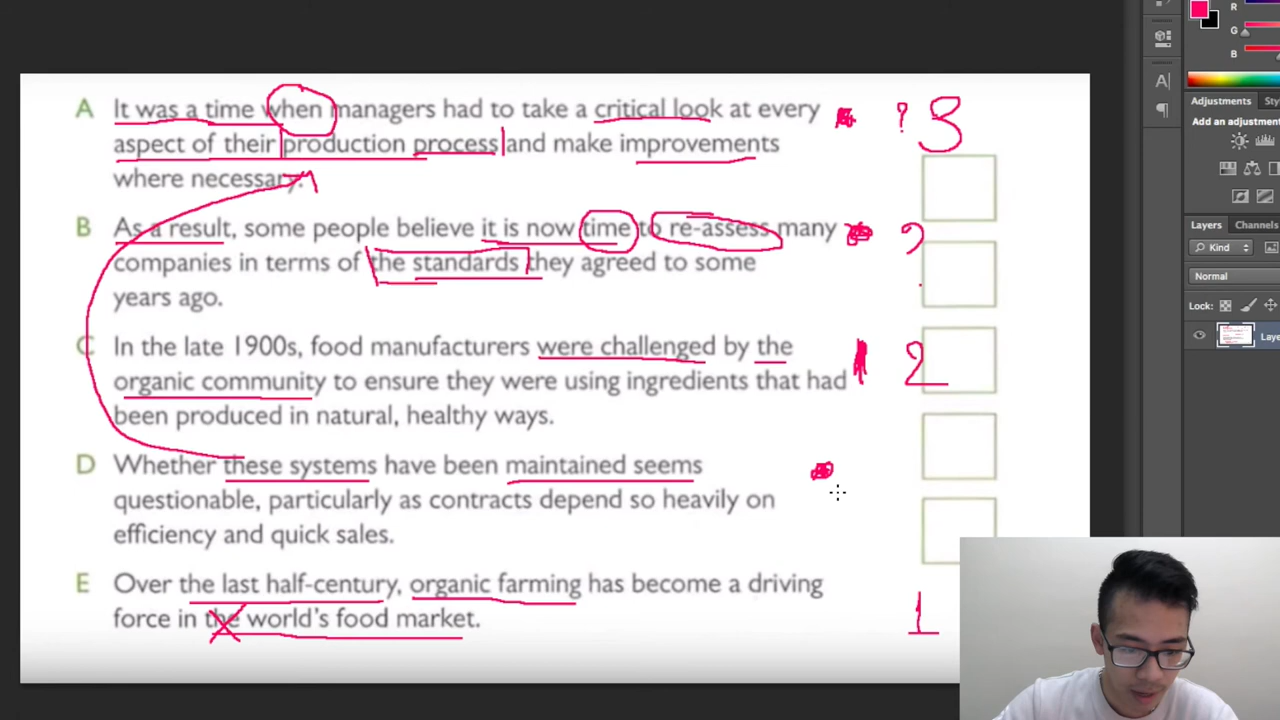 A It was a time when managers had to take a critical look at every ? 3
aspect of their production process and make improvements
where necessary.
B As a result, some people believe it is now time to re-assess many ?
companies in terms of the standards they agreed to some
years ago.
C In the late 1900s, food manufacturers were challenged by the
organic community to ensure they were using ingredients that had 2
been produced in natural, healthy ways.
D Whether these systems have been maintained seems
questionable, particularly as contracts depend so heavily on
efficiency and quick sales.
E Over the last half-century, organic farming has become a driving
force in the world's food market. 1
R
G
B
A|
¶
Adjustments
Add an adjustment
Layers Channels
Kind
Normal
Lock: